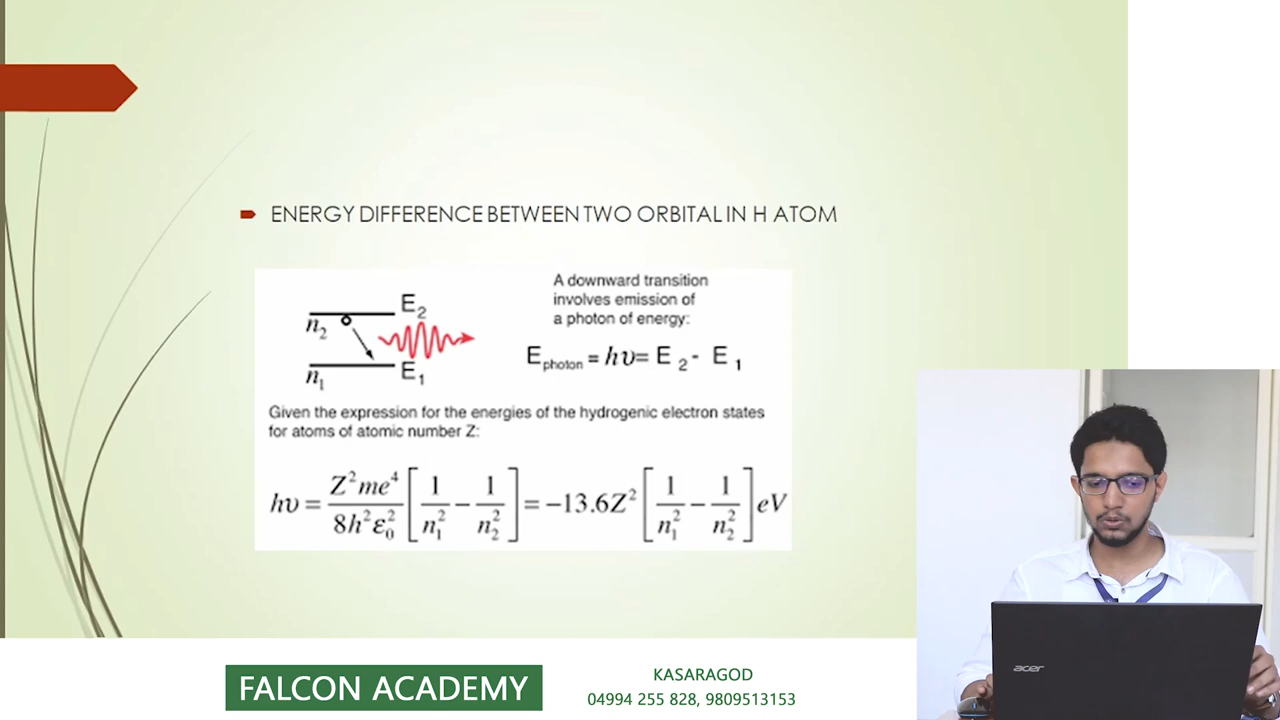 ENERGY DIFFERENCE BETWEEN TWO ORBITAL IN H ATOM
n₂ E₂
n₁ E₁
A downward transition
involves emission of
a photon of energy:
E photon = hυ= E ₂ - E ₁
Given the expression for the energies of the hydrogenic electron states
for atoms of atomic number Z:
hυ = Z²me⁴/8h²ε₀² [1/n₁² − 1/n₂²] = −13.6Z² [1/n₁² − 1/n₂²] eV
acer
FALCON ACADEMY
KASARAGOD
04994 255 828, 9809513153